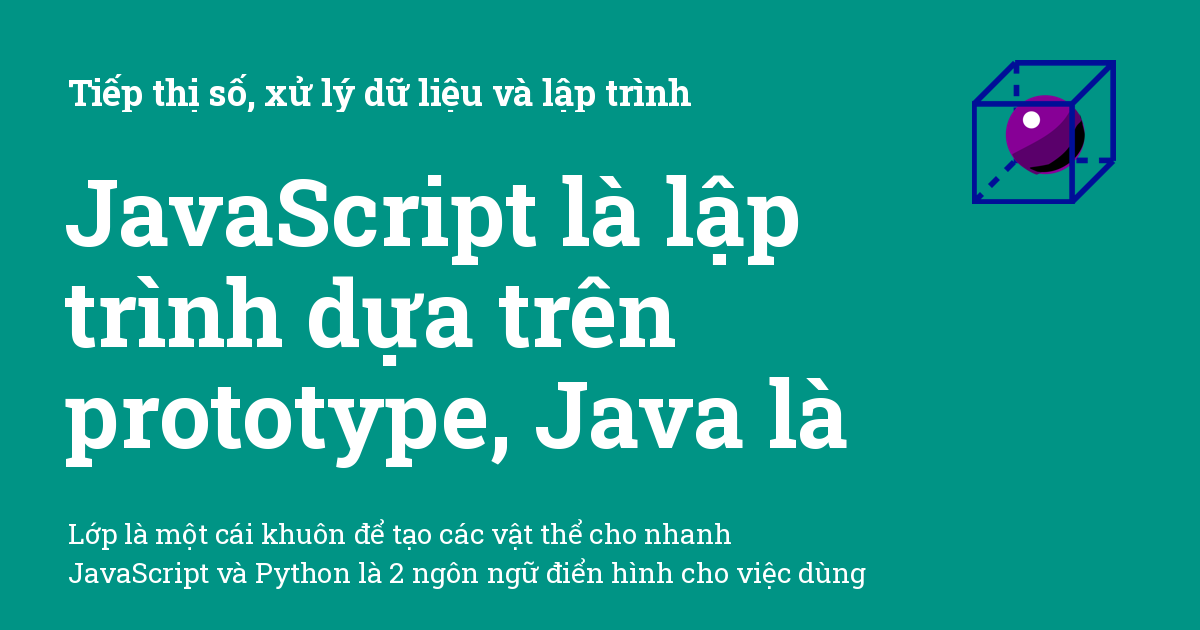 Tiếp thị số, xử lý dữ liệu và lập trình
JavaScript là lập
trình dựa trên
prototype, Java là
Lớp là một cái khuôn để tạo các vật thể cho nhanh
JavaScript và Python là 2 ngôn ngữ điển hình cho việc dùng